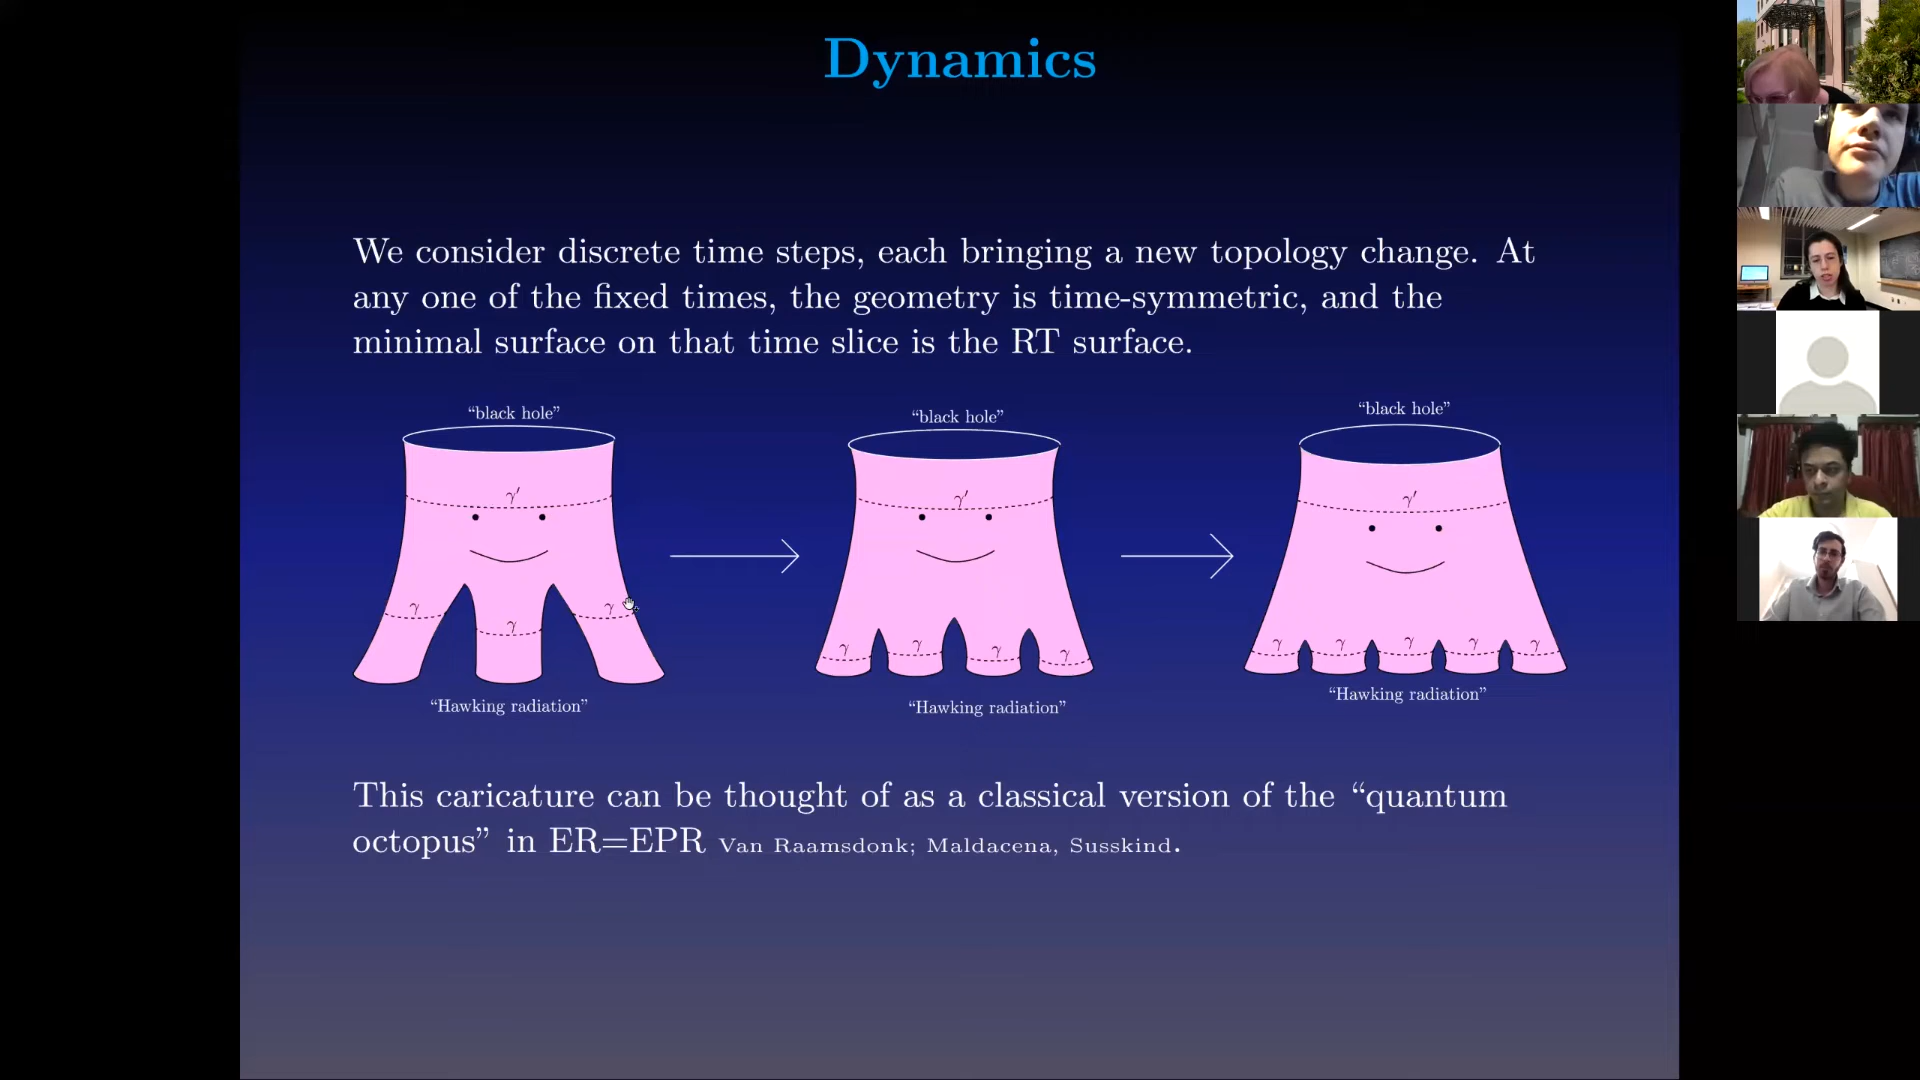 Dynamics
We consider discrete time steps, each bringing a new topology change. At
any one of the fixed times, the geometry is time-symmetric, and the
minimal surface on that time slice is the RT surface.
“black hole”
γ′
γ
γ
γ
“Hawking radiation”
“black hole”
γ′
γ
γ
γ
γ
“Hawking radiation”
“black hole”
γ′
γ
γ
γ
γ
γ
“Hawking radiation”
This caricature can be thought of as a classical version of the “quantum
octopus” in ER=EPR Van Raamsdonk; Maldacena, Susskind.